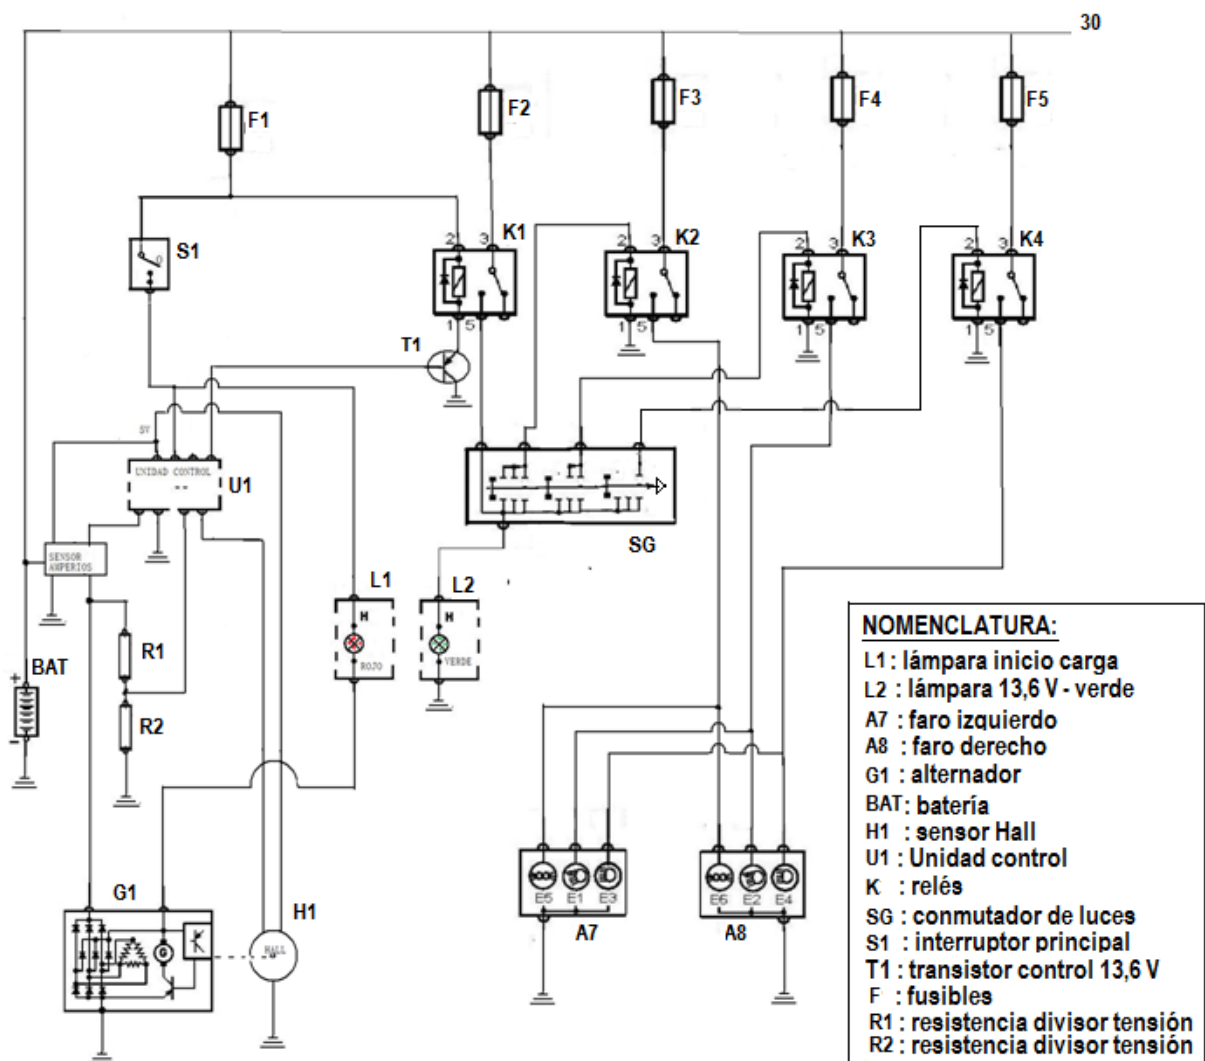 30
F1
F2
F3
F4
F5
S1
2 3 K1
2 3 K2
2 3 K3
2 3 K4
0
1 5
1 5
1 5
1 5
T1
5V
UNIDAD CONTROL
--
U1
SG
SENSOR
AMPERIOS
L1
H
ROJO
L2
H
VERDE
R1
R2
BAT
+
-
G1
G
H1
HALL
E5 E1 E3
A7
E6 E2 E4
A8
NOMENCLATURA:
L1 : lámpara inicio carga
L2 : lámpara 13,6 V - verde
A7 : faro izquierdo
A8 : faro derecho
G1 : alternador
BAT: batería
H1 : sensor Hall
U1 : Unidad control
K : relés
SG : conmutador de luces
S1 : interruptor principal
T1 : transistor control 13,6 V
F : fusibles
R1 : resistencia divisor tensión
R2 : resistencia divisor tensión